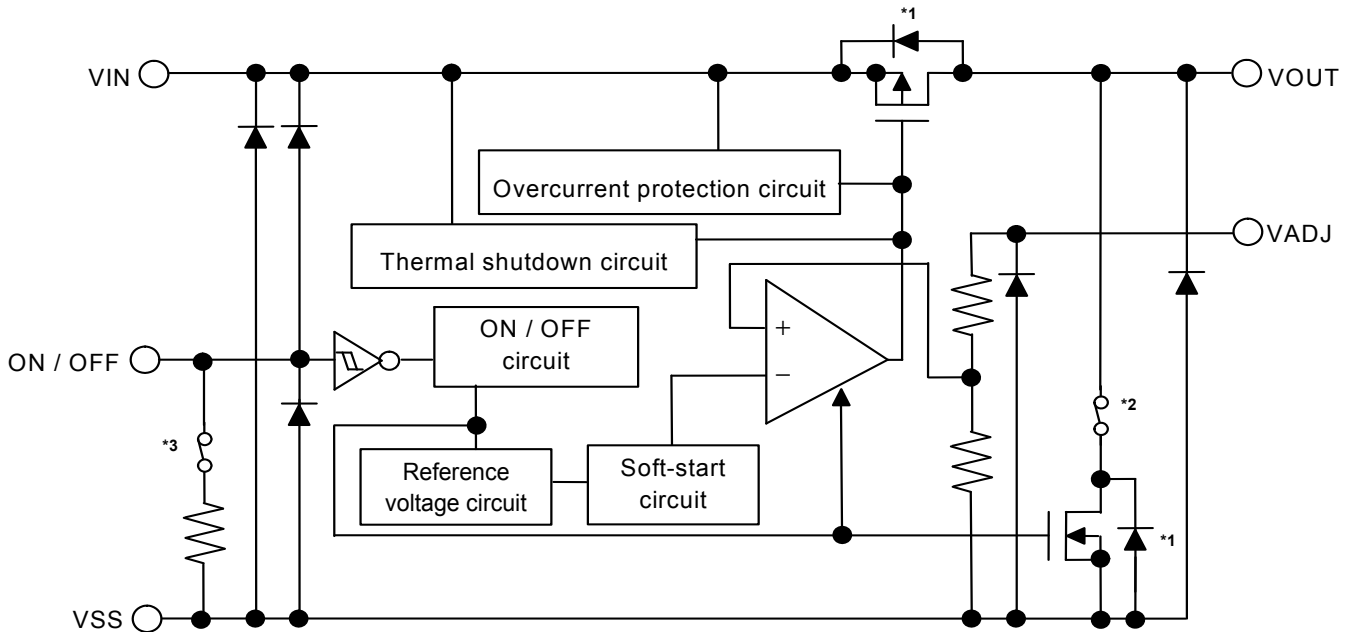 *1
VIN
VOUT
Overcurrent protection circuit
VADJ
Thermal shutdown circuit
+
−
ON / OFF
ON / OFF
circuit
*2
*3
Reference
voltage circuit
Soft-start
circuit
*1
VSS